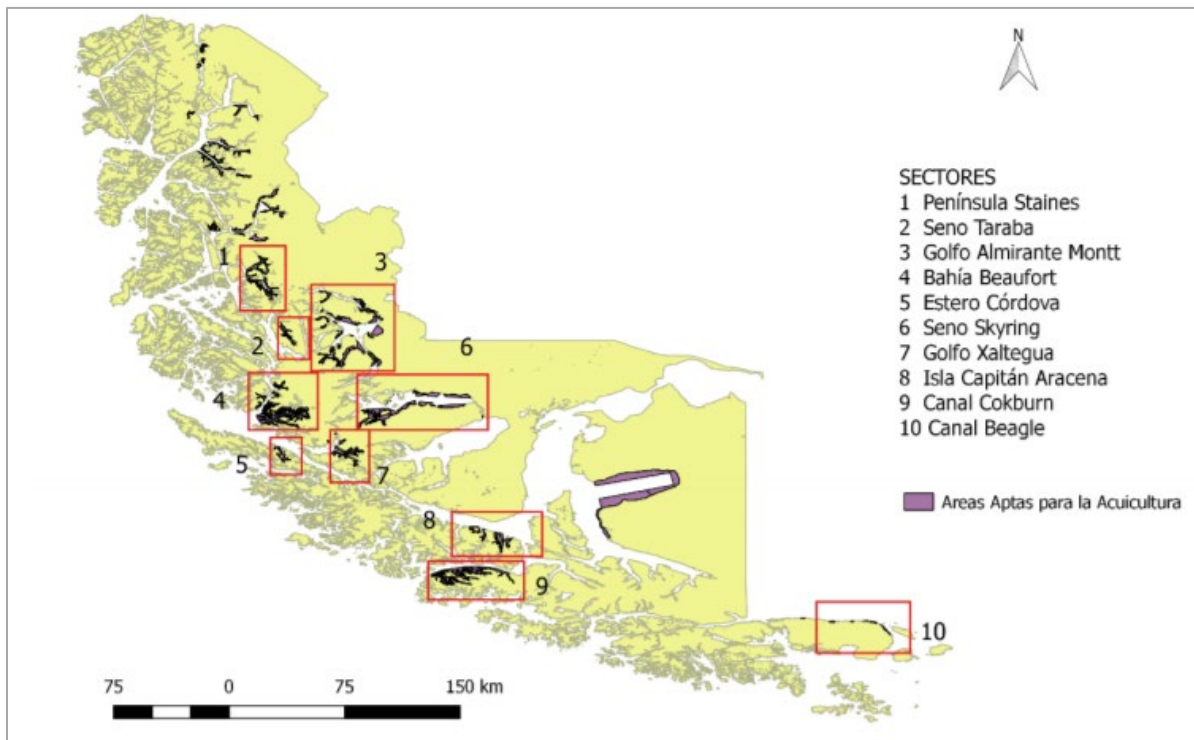 N
SECTORES
1 Península Staines
2 Seno Taraba
3 Golfo Almirante Montt
4 Bahía Beaufort
5 Estero Córdova
6 Seno Skyring
7 Golfo Xaltegua
8 Isla Capitán Aracena
9 Canal Cokburn
10 Canal Beagle
Areas Aptas para la Acuicultura
1
3
2
6
4
5
7
8
9
10
75 0 75 150 km